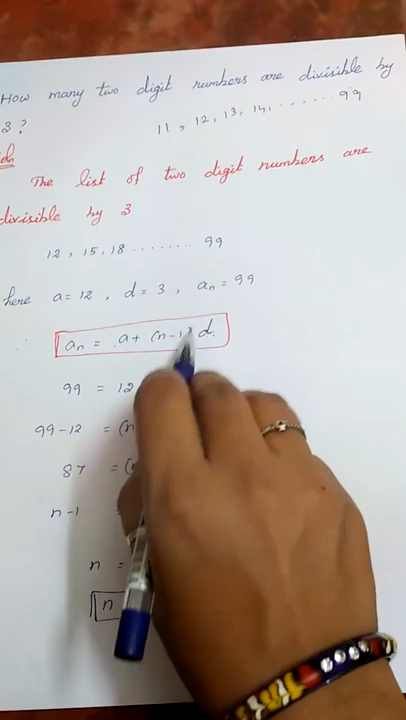 How many two digit numbers are divisible by
3 ?
11, 12, 13, 14, ....... 99
Soln
The list of two digit numbers are
divisible by 3
12, 15, 18 ........ 99
here a = 12, d = 3, aₙ = 99
aₙ = a + (n-1) d.
99 = 12
99-12 = (n
87 = (
n-1
n =
n